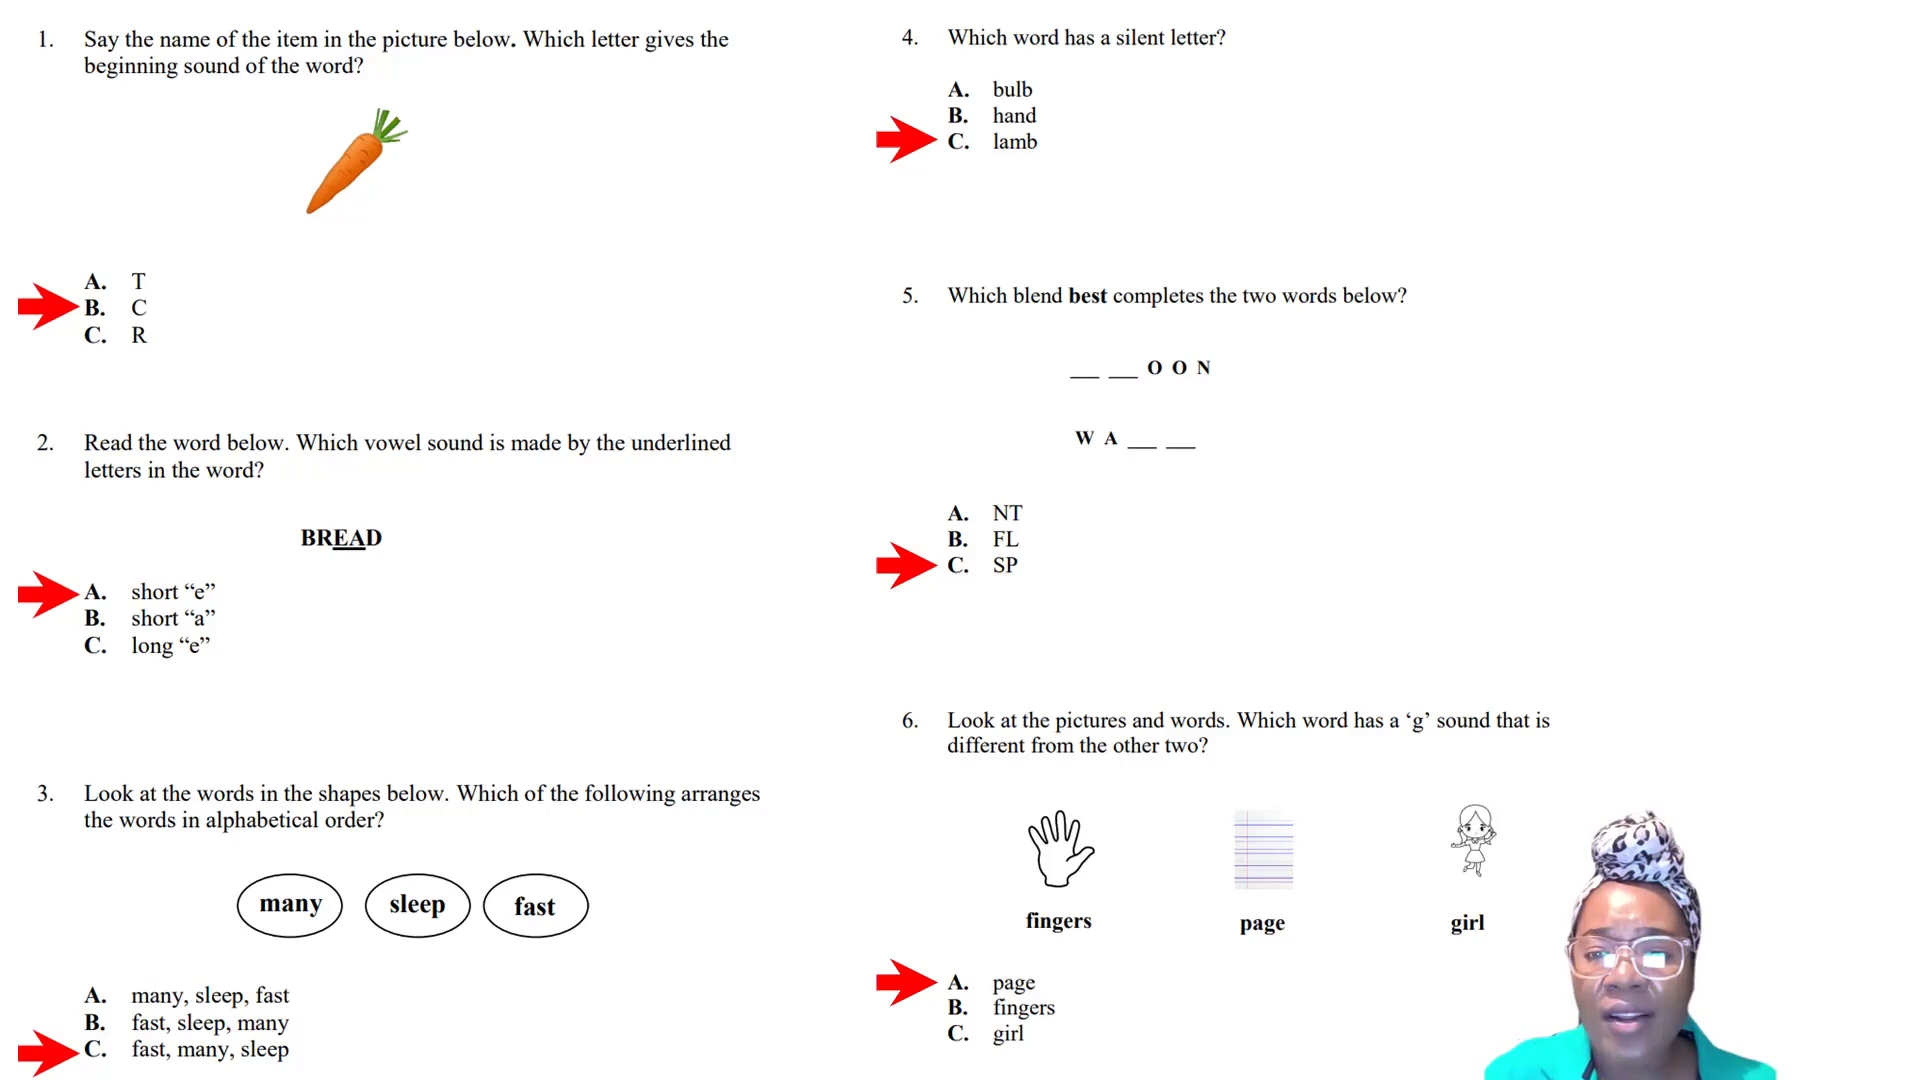 1. Say the name of the item in the picture below. Which letter gives the
beginning sound of the word?
A. T
B. C
C. R
2. Read the word below. Which vowel sound is made by the underlined
letters in the word?
BREAD
A. short “e”
B. short “a”
C. long “e”
3. Look at the words in the shapes below. Which of the following arranges
the words in alphabetical order?
many sleep fast
A. many, sleep, fast
B. fast, sleep, many
C. fast, many, sleep
4. Which word has a silent letter?
A. bulb
B. hand
C. lamb
5. Which blend best completes the two words below?
__ __ O O N
W A __ __
A. NT
B. FL
C. SP
6. Look at the pictures and words. Which word has a ‘g’ sound that is
different from the other two?
fingers page girl
A. page
B. fingers
C. girl